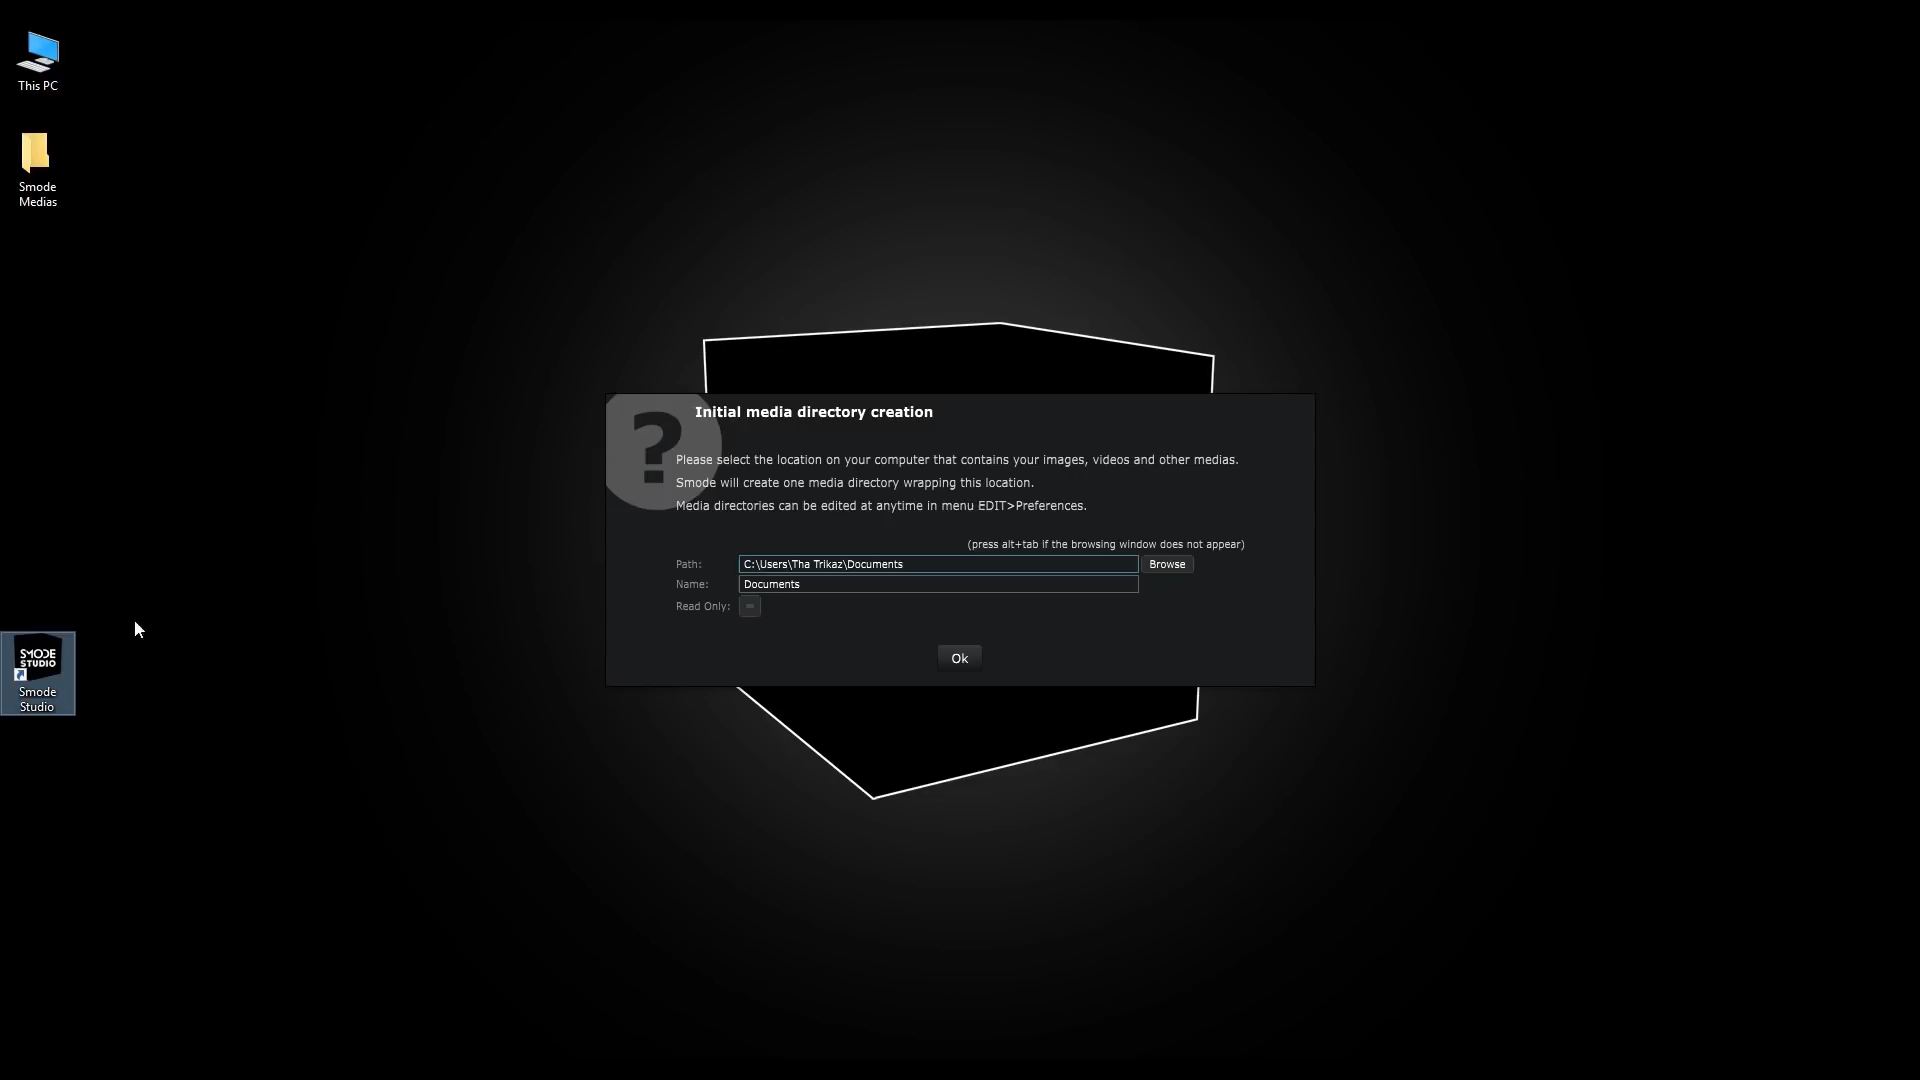 This PC
Smode
Medias
SMODE
STUDIO
Smode
Studio
?
Initial media directory creation
Please select the location on your computer that contains your images, videos and other medias.
Smode will create one media directory wrapping this location.
Media directories can be edited at anytime in menu EDIT>Preferences.
(press alt+tab if the browsing window does not appear)
Path: C:\Users\Tha Trikaz\Documents Browse
Name: Documents
Read Only:
Ok